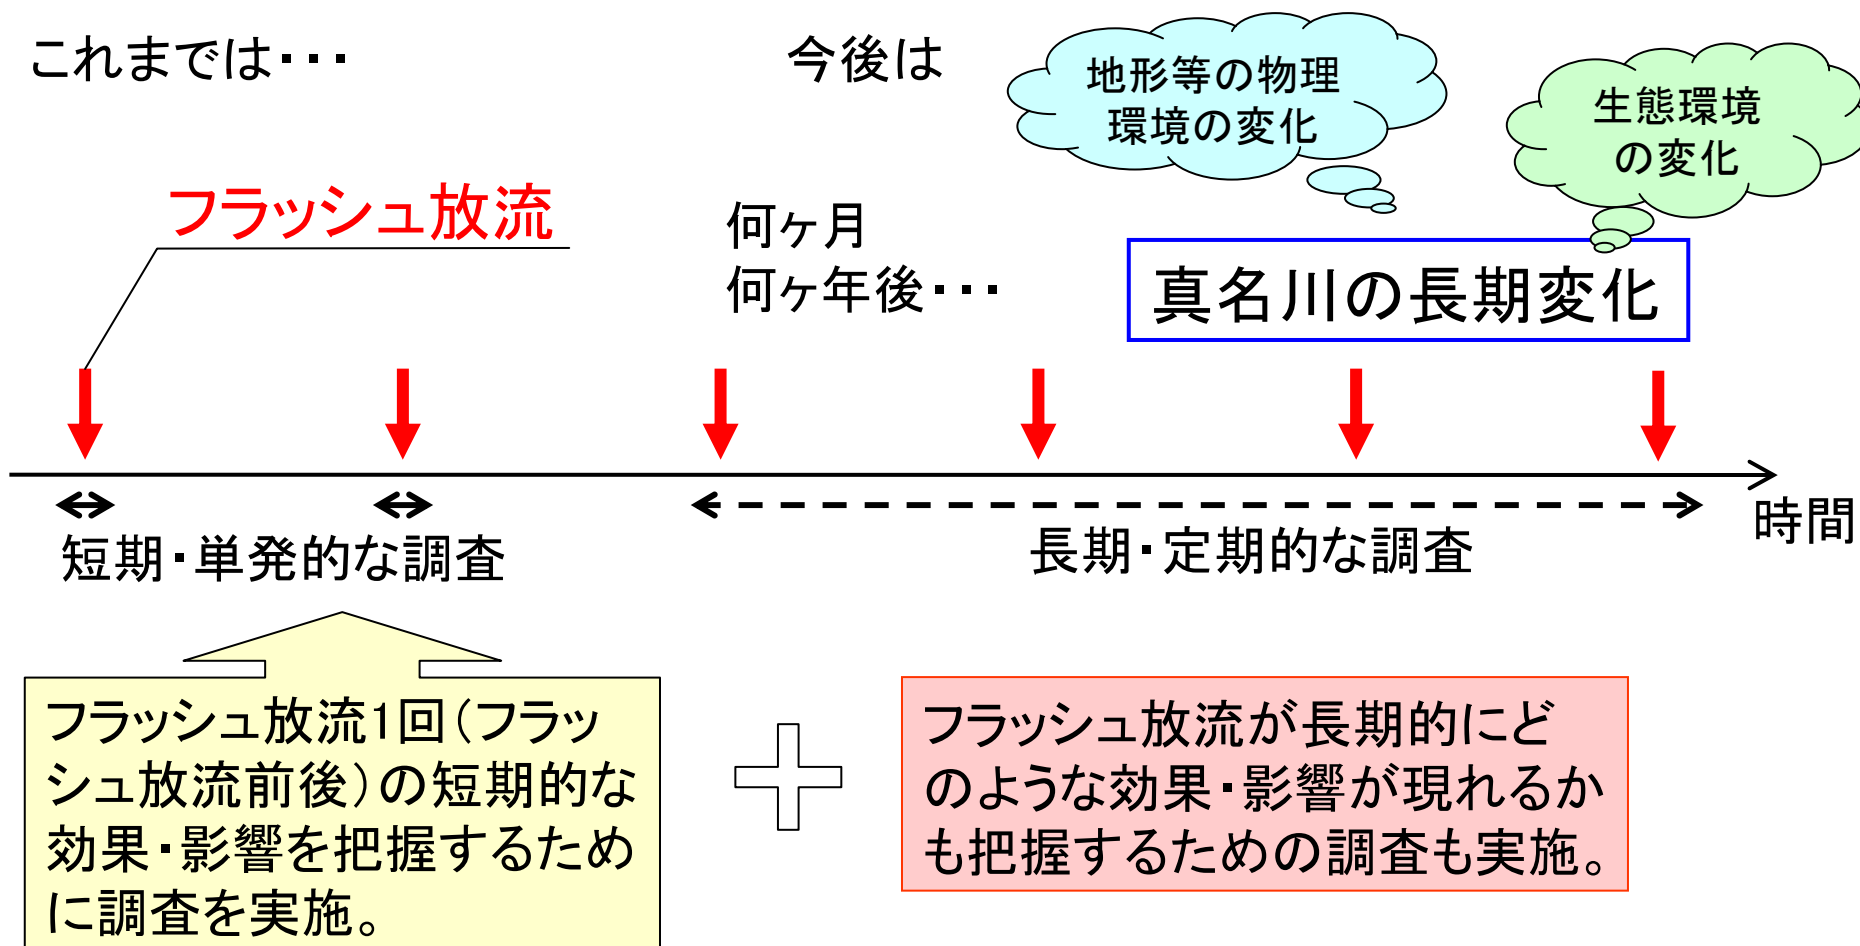 これまでは・・・
今後は
地形等の物理
環境の変化
生態環境
の変化
フラッシュ放流
何ヶ月
何ヶ年後・・・
真名川の長期変化
時間
短期・単発的な調査
長期・定期的な調査
フラッシュ放流1回(フラッ
シュ放流前後)の短期的な
効果・影響を把握するため
に調査を実施。
フラッシュ放流が長期的にど
のような効果・影響が現れるか
も把握するための調査も実施。